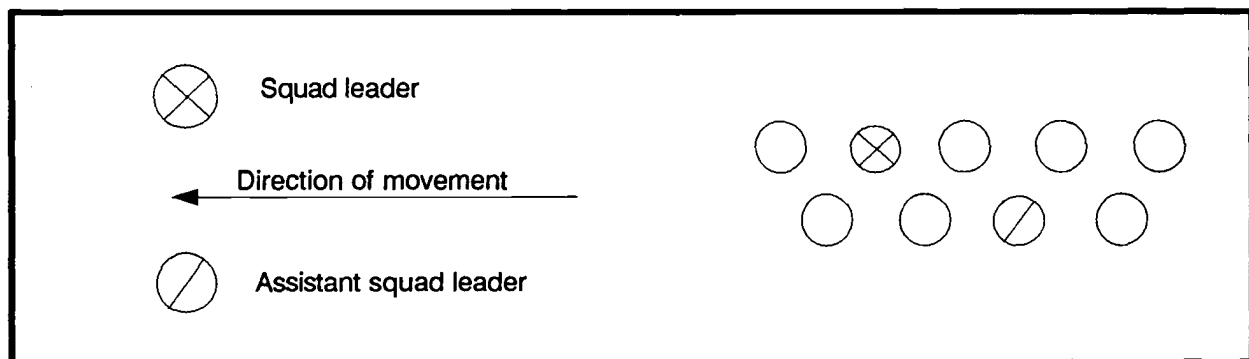 Squad leader
Direction of movement
Assistant squad leader